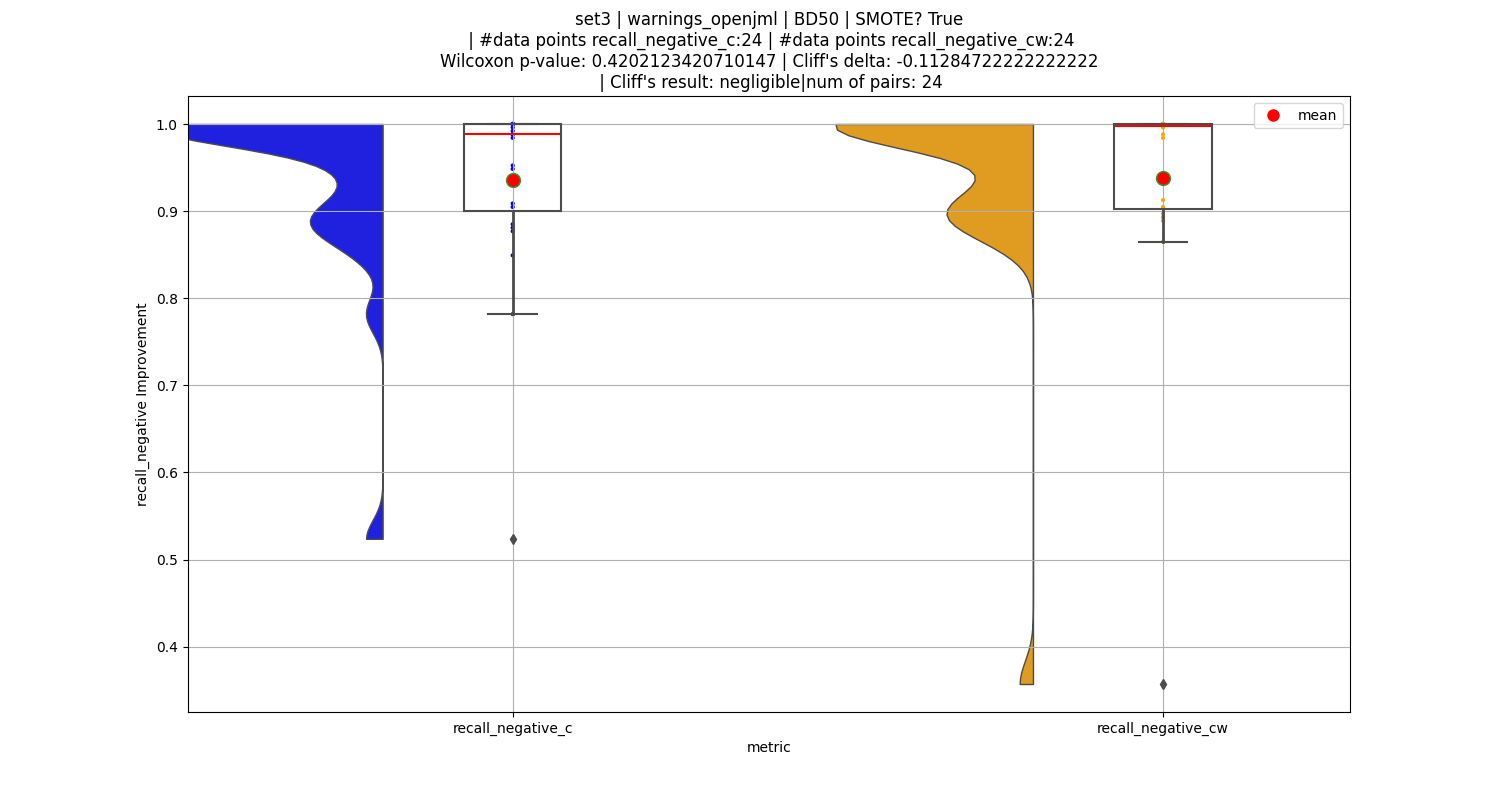 set3 | warnings_openjml | BD50 | SMOTE? True
| #data points recall_negative_c:24 | #data points recall_negative_cw:24
Wilcoxon p-value: 0.4202123420710147 | Cliff's delta: -0.11284722222222222
| Cliff's result: negligible|num of pairs: 24
mean
1.0
0.9
0.8
0.7
0.6
0.5
0.4
recall_negative Improvement
recall_negative_c
recall_negative_cw
metric